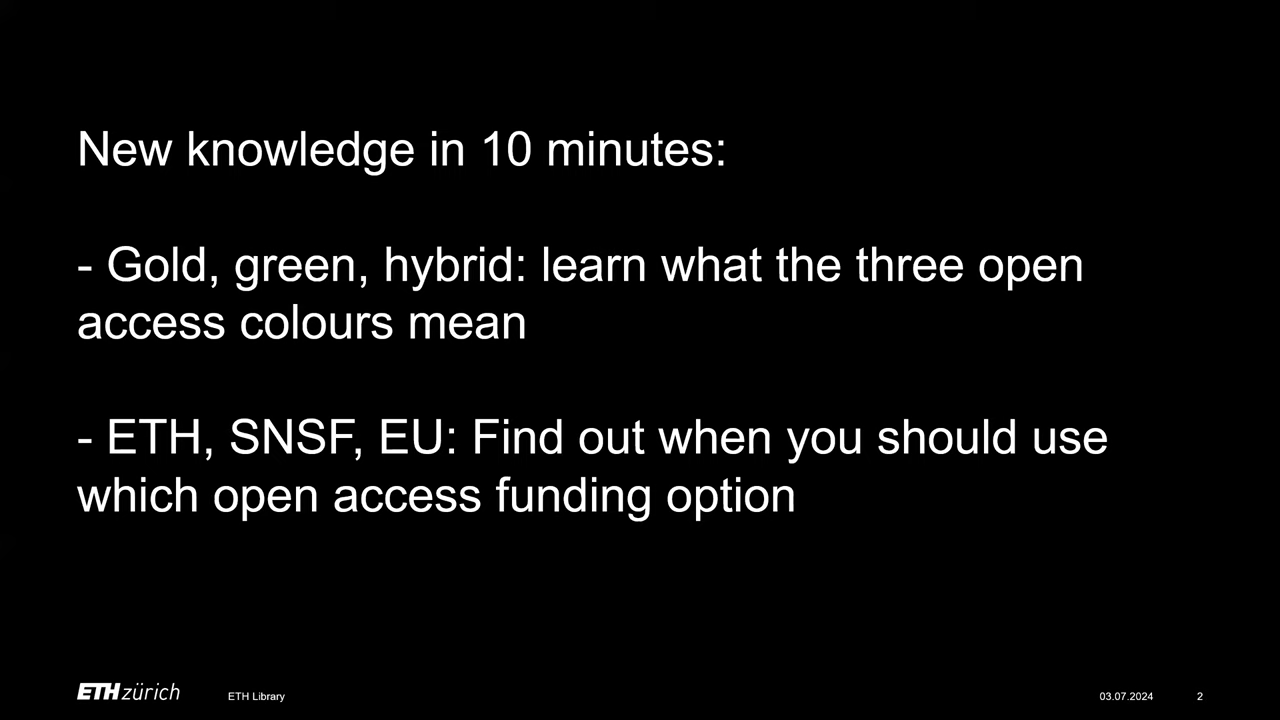 New knowledge in 10 minutes:
- Gold, green, hybrid: learn what the three open
access colours mean
- ETH, SNSF, EU: Find out when you should use
which open access funding option
ETH zürich
ETH Library
03.07.2024
2